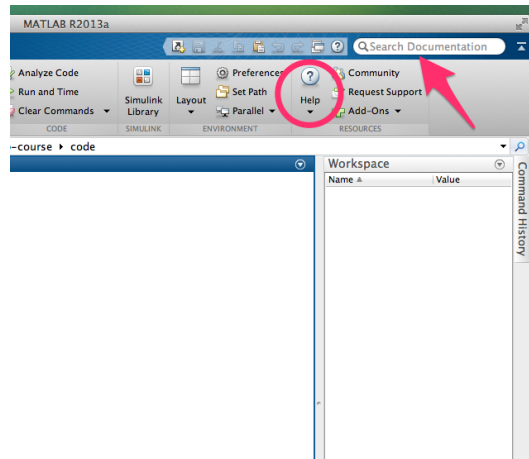 MATLAB R2013a
Search Documentation
Analyze Code
Run and Time
Clear Commands
Simulink
Library
Layout
Preferences
Set Path
Parallel
Help
Community
Request Support
Add-Ons
CODE
SIMULINK
ENVIRONMENT
RESOURCES
-course ▸ code
Workspace
Name
Value
Command History